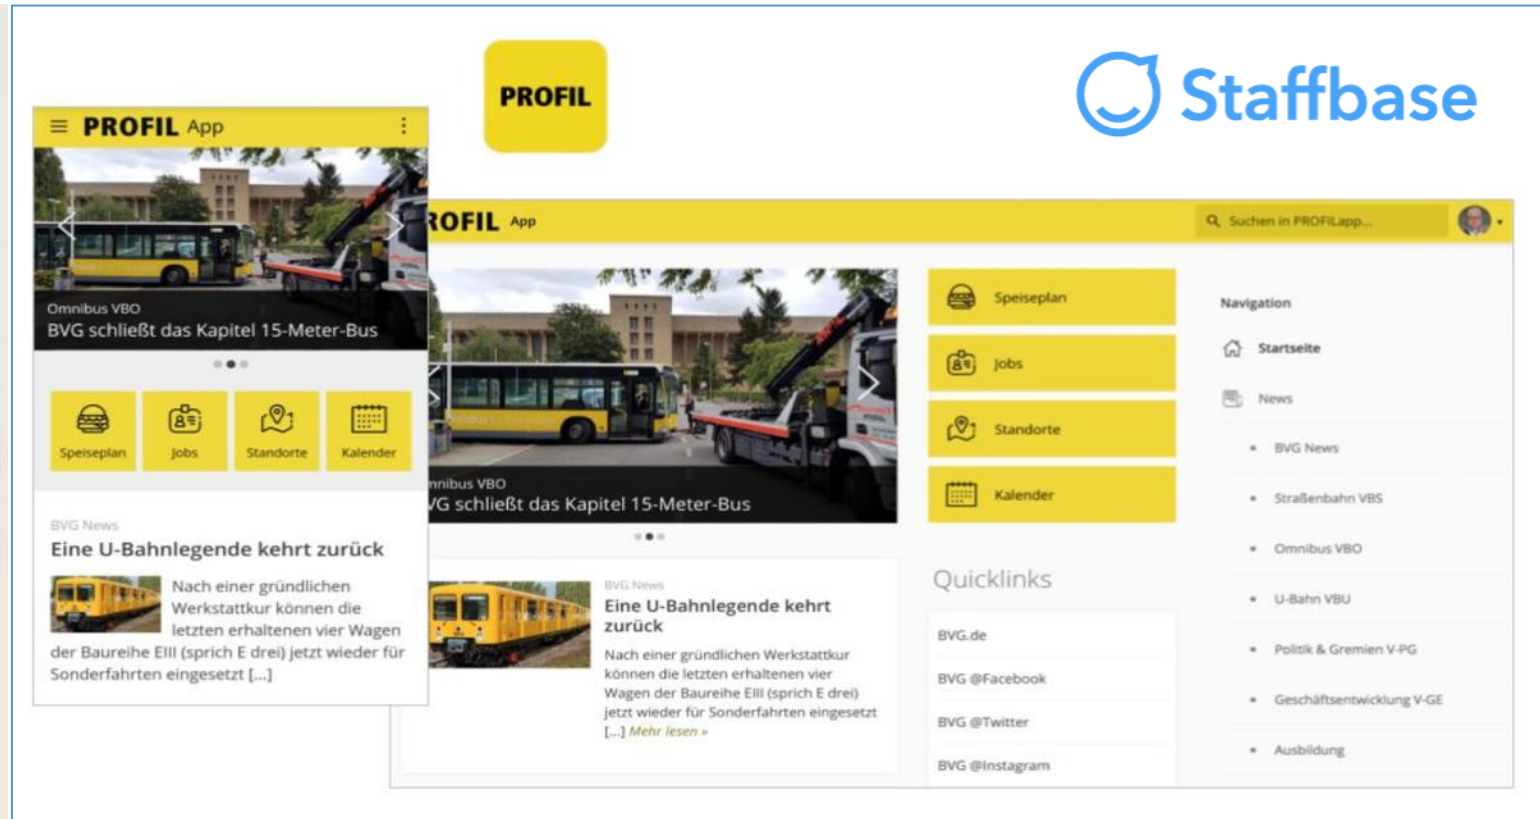 PROFIL
Staffbase
PROFIL App
Omnibus VBO
BVG schließt das Kapitel 15-Meter-Bus
Speiseplan
Jobs
Standorte
Kalender
BVG News
Eine U-Bahnlegende kehrt zurück
Nach einer gründlichen
Werkstattkur können die
letzten erhaltenen vier Wagen
der Baureihe EIII (sprich E drei) jetzt wieder für
Sonderfahrten eingesetzt [...]
ROFIL App
Suchen in PROFILapp...
nnibus VBO
VG schließt das Kapitel 15-Meter-Bus
BVG News
Eine U-Bahnlegende kehrt
zurück
Nach einer gründlichen Werkstattkur
können die letzten erhaltenen vier
Wagen der Baureihe EIII (sprich E drei)
jetzt wieder für Sonderfahrten eingesetzt
[...] Mehr lesen »
Speiseplan
Jobs
Standorte
Kalender
Quicklinks
BVG.de
BVG @Facebook
BVG @Twitter
BVG @Instagram
Navigation
Startseite
News
BVG News
Straßenbahn VBS
Omnibus VBO
U-Bahn VBU
Politik & Gremien V-PG
Geschäftsentwicklung V-GE
Ausbildung